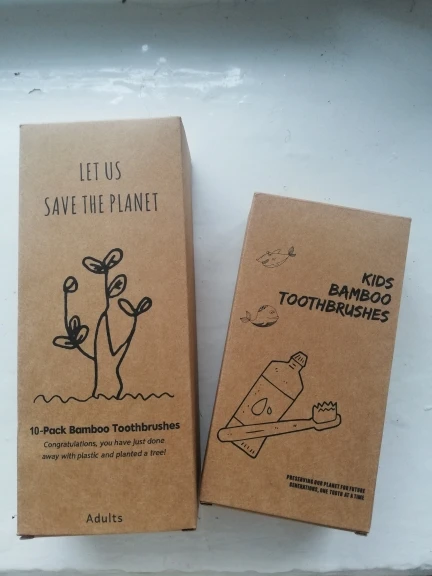 LET US
SAVE THE PLANET
10-Pack Bamboo Toothbrushes
Congratulations, you have just done
away with plastic and planted a tree!
Adults
KIDS
BAMBOO
TOOTHBRUSHES
PRESERVING OUR PLANET FOR FUTURE
GENERATIONS, ONE TOOTH AT A TIME